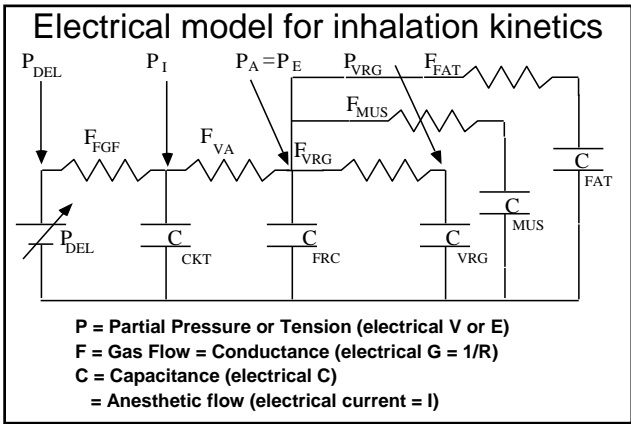 Electrical model for inhalation kinetics
P_DEL P_I P_A = P_E P_VRG F_FAT
F_MUS
F_FGF F_VA F_VRG
C_FAT
P_DEL C_CKT C_FRC C_VRG C_MUS
P = Partial Pressure or Tension (electrical V or E)
F = Gas Flow = Conductance (electrical G = 1/R)
C = Capacitance (electrical C)
= Anesthetic flow (electrical current = I)